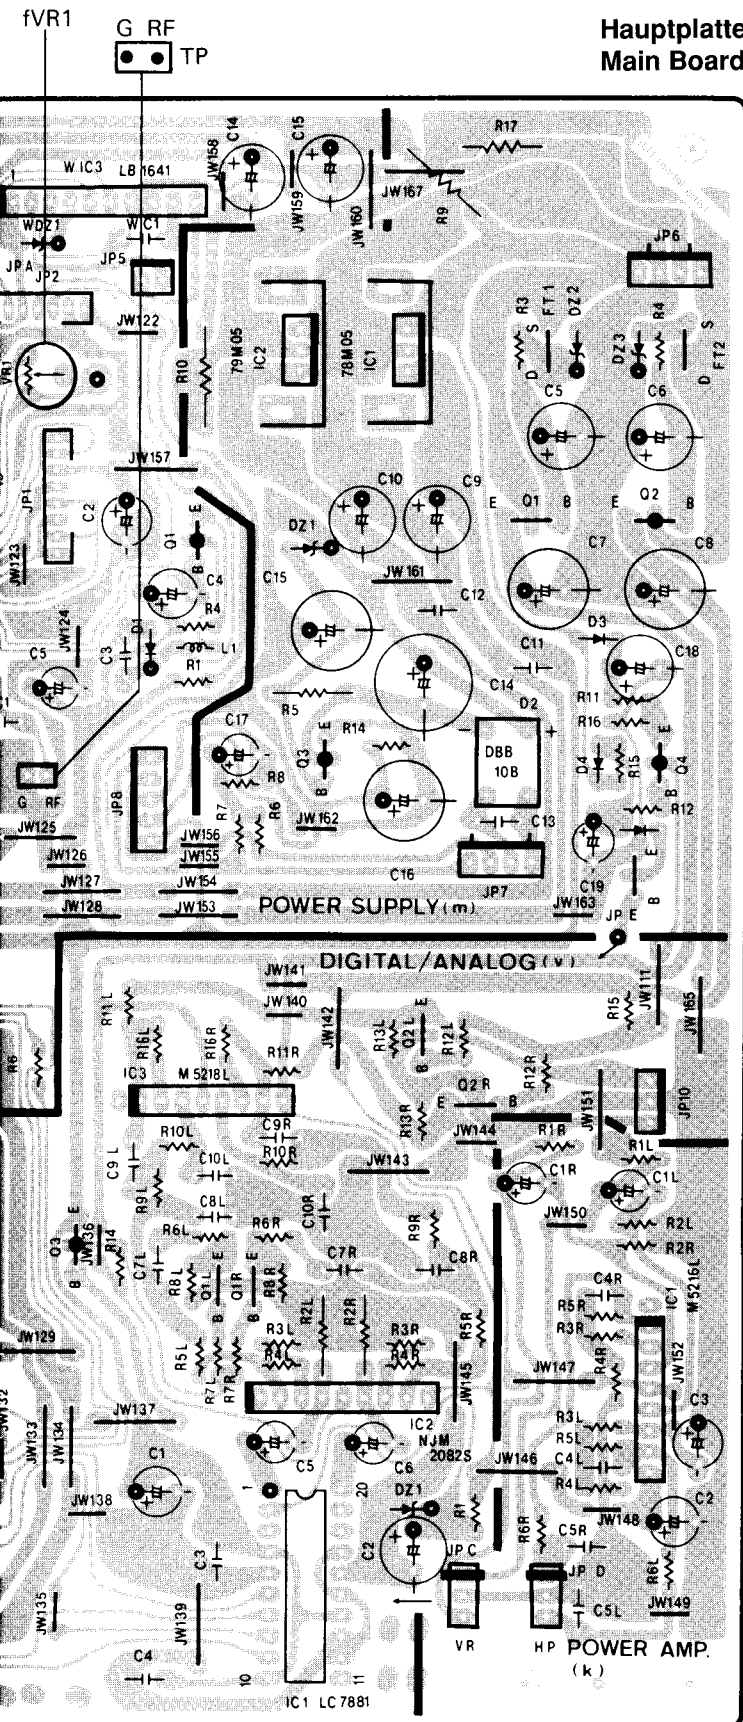 fVR1
G RF
TP
Hauptplatte
Main Board
W IC3 LB 1641
JW158
C14
C15
JW159
JW160
JW167
R17
R9
WDZ1
WC1
JPA
JP2
JP5
JP6
JW122
VR1
R10
79M05
IC2
78M05
IC1
R3
S
FT1
DZ2
D
DZ3
R4
S
FT2
D
C5
C6
JW157
JP1
C2
E
Q1
B
JW123
C10
C9
DZ1
E Q1 B
E Q2 B
C7
C8
C4
C15
JW161
C12
R4
L1
R1
D1
C3
JW124
C5
D3
C11
C18
C14
R11
R16
R5
C17
R8
E
Q3
B
R14
D2
DBB
10B
D4
R15
E
Q4
B
R12
G RF
JP8
R7
R6
JW162
C13
C16
JP7
C19
E
B
JW125
JW126
JW127
JW128
JW156
JW155
JW154
JW153
POWER SUPPLY (m)
JW163
JP E
DIGITAL/ANALOG (v)
JW141
JW140
JW142
R11L
R16L
R16R
R11R
R13L
E
Q2L
B
R12L
R15
JW111
JW165
R6
IC3 M5218L
R12R
E Q2R B
R13R
JW144
JW151
JP10
R1R
R1L
R10L
C9R
R10R
C9L
C10L
JW143
C1R
C1L
R9L
C8L
C10R
JW150
R2L
R2R
E
Q3
B
JW136
R14
R6L
R6R
R9R
C7L
C7R
C8R
R8L
E
Q1L
B
E
Q1R
R8R
R2L
R2R
C4R
R5R
R3R
IC1
M5216L
JW129
R5L
R7L
R7R
R3L
R4L
R3R
R4R
R5R
JW145
JW147
R4R
JW152
JW132
JW133
JW134
JW137
IC2
NJM
2082S
R3L
R5L
C4L
R4L
C3
C1
C5
C6
JW146
JW138
1
20
DZ1
R1
R6R
JW148
C2
C5R
C3
C2
JP C
JP D
R6L
JW135
JW139
VR
HP
C5L
JW149
POWER AMP.
(k)
C4
10
11
IC1 LC7881